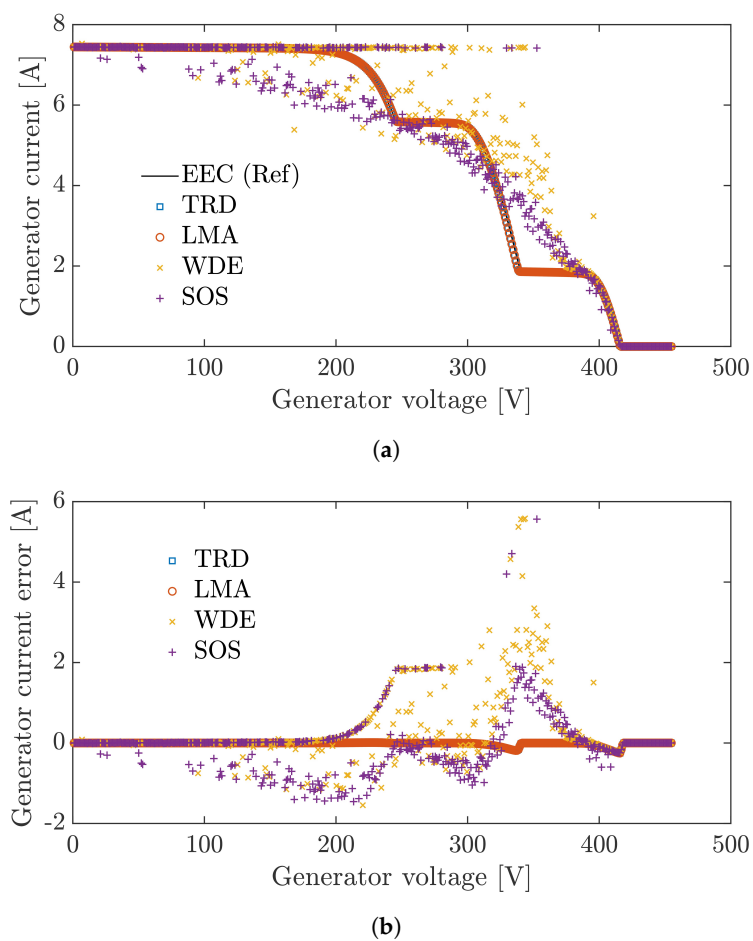 8
6
4
2
0
Generator current [A]
EEC (Ref)
TRD
LMA
WDE
SOS
0 100 200 300 400 500
Generator voltage [V]
(a)
6
4
2
0
-2
Generator current error [A]
TRD
LMA
WDE
SOS
0 100 200 300 400 500
Generator voltage [V]
(b)